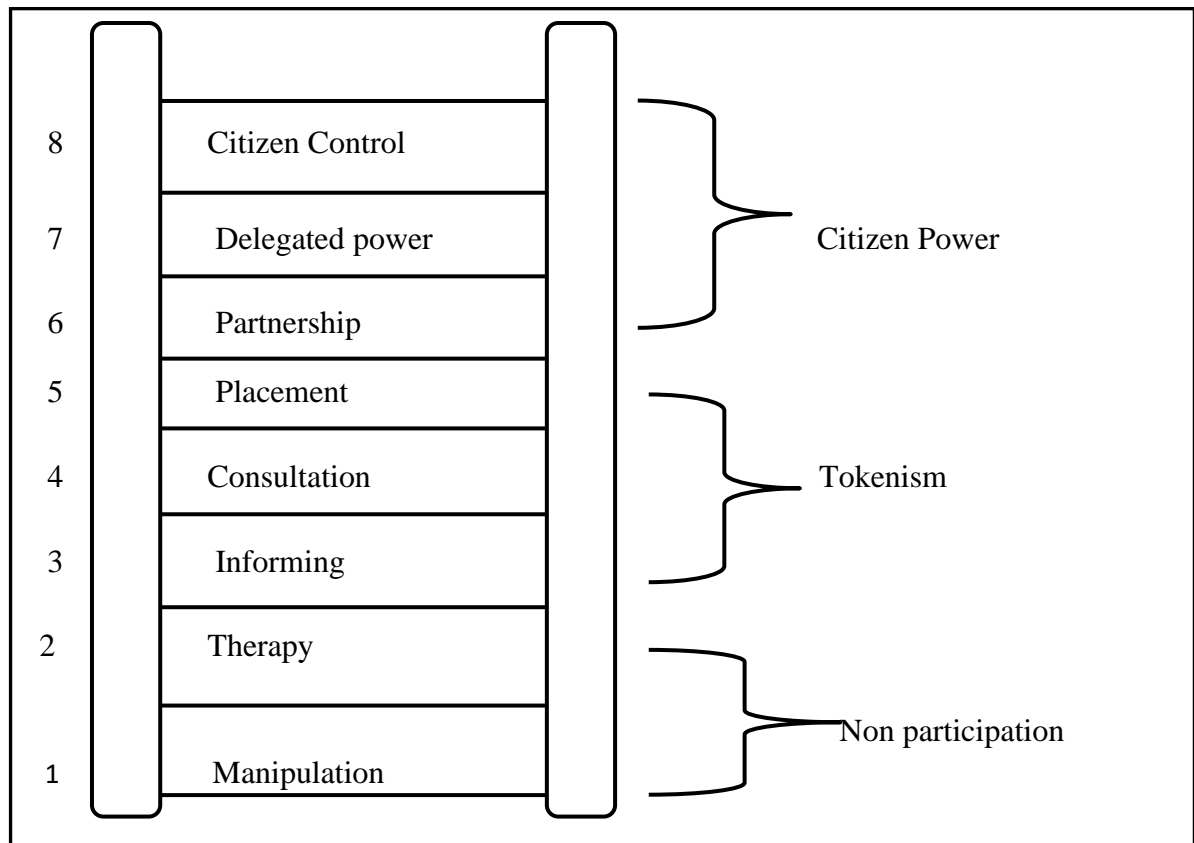 8 Citizen Control
7 Delegated power
Citizen Power
6 Partnership
5 Placement
4 Consultation
Tokenism
3 Informing
2 Therapy
Non participation
1 Manipulation